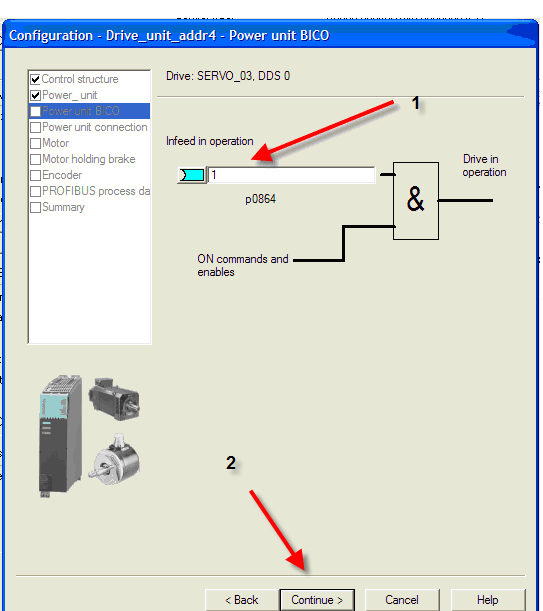 Configuration - Drive_unit_addr4 - Power unit BICO
Control structure
Power_ unit
Power unit BICO
Power unit connection
Motor
Motor holding brake
Encoder
PROFIBUS process da
Summary
Drive: SERVO_03, DDS 0
1
Infeed in operation
1
p0864
Drive in
operation
&
ON commands and
enables
2
< Back
Continue >
Cancel
Help